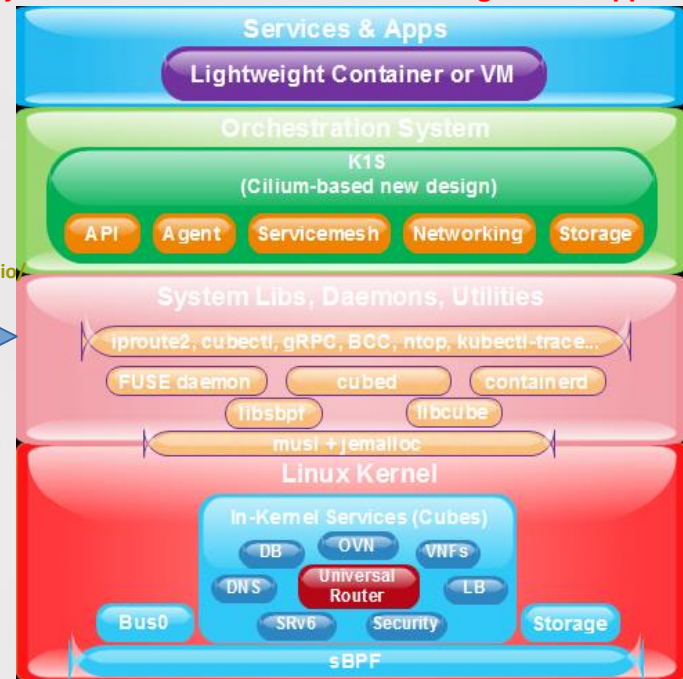 Services & Apps
Lightweight Container or VM
Orchestration System
K1S
(Cilium-based new design)
API Agent Servicemesh Networking Storage
io/
System Libs, Daemons, Utilities
iproute2, cubectl, gRPC, BCC, ntop, kubectl-trace...
FUSE daemon cubed containerd
libsbpf libcube
musl + jemalloc
Linux Kernel
In-Kernel Services (Cubes)
DB OVN VNFs
DNS Universal Router LB
Bus0 SRv6 Security Storage
sBPF